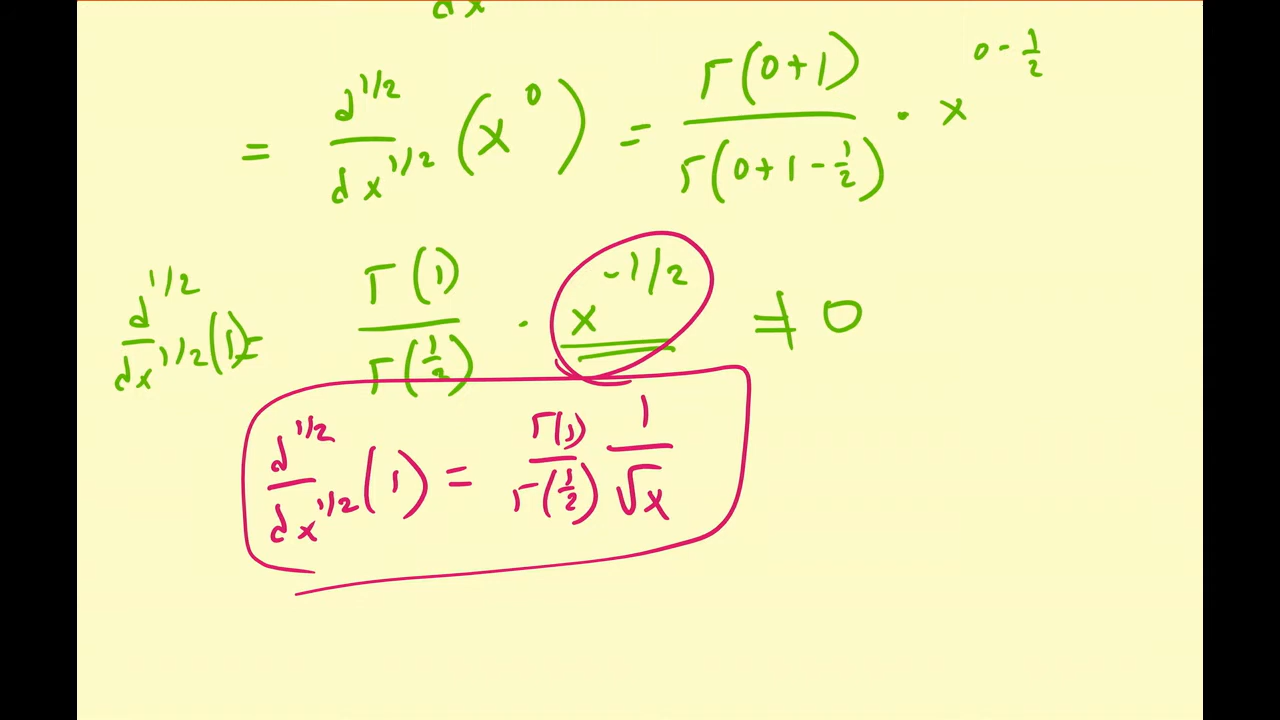 dx
= d^1/2/dx^1/2 (x^0) = Γ(0+1)/Γ(0+1-1/2) · x^0-1/2
d^1/2/dx^1/2 (1) = Γ(1)/Γ(1/2) · x^-1/2 ≠ 0
d^1/2/dx^1/2 (1) = Γ(1)/Γ(1/2) 1/√x